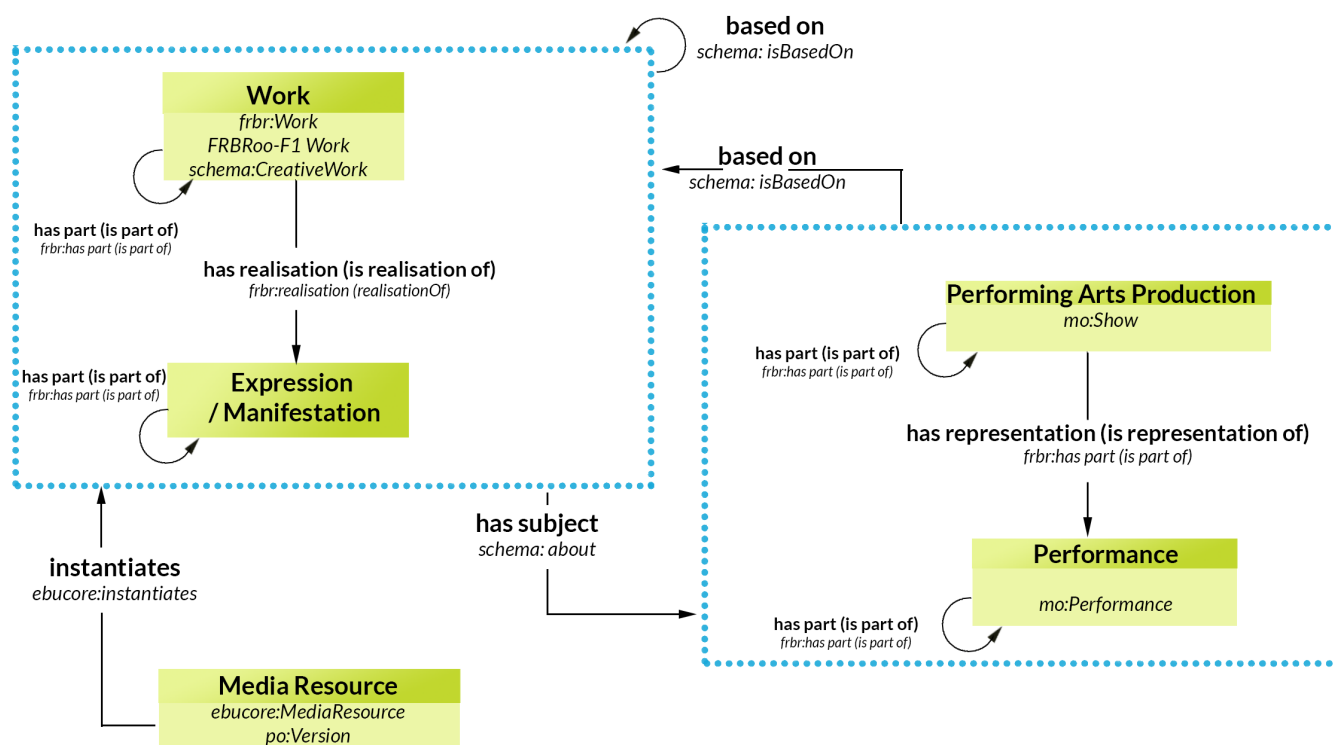 based on
schema: isBasedOn
Work
frbr:Work
FRBRoo-F1 Work
schema:CreativeWork
has part (is part of)
frbr:has part (is part of)
has realisation (is realisation of)
frbr:realisation (realisationOf)
has part (is part of)
frbr:has part (is part of)
Expression
/ Manifestation
based on
schema: isBasedOn
Performing Arts Production
mo:Show
has part (is part of)
frbr:has part (is part of)
has representation (is representation of)
frbr:has part (is part of)
Performance
mo:Performance
has part (is part of)
frbr:has part (is part of)
has subject
schema: about
instantiates
ebucore:instantiates
Media Resource
ebucore:MediaResource
po:Version